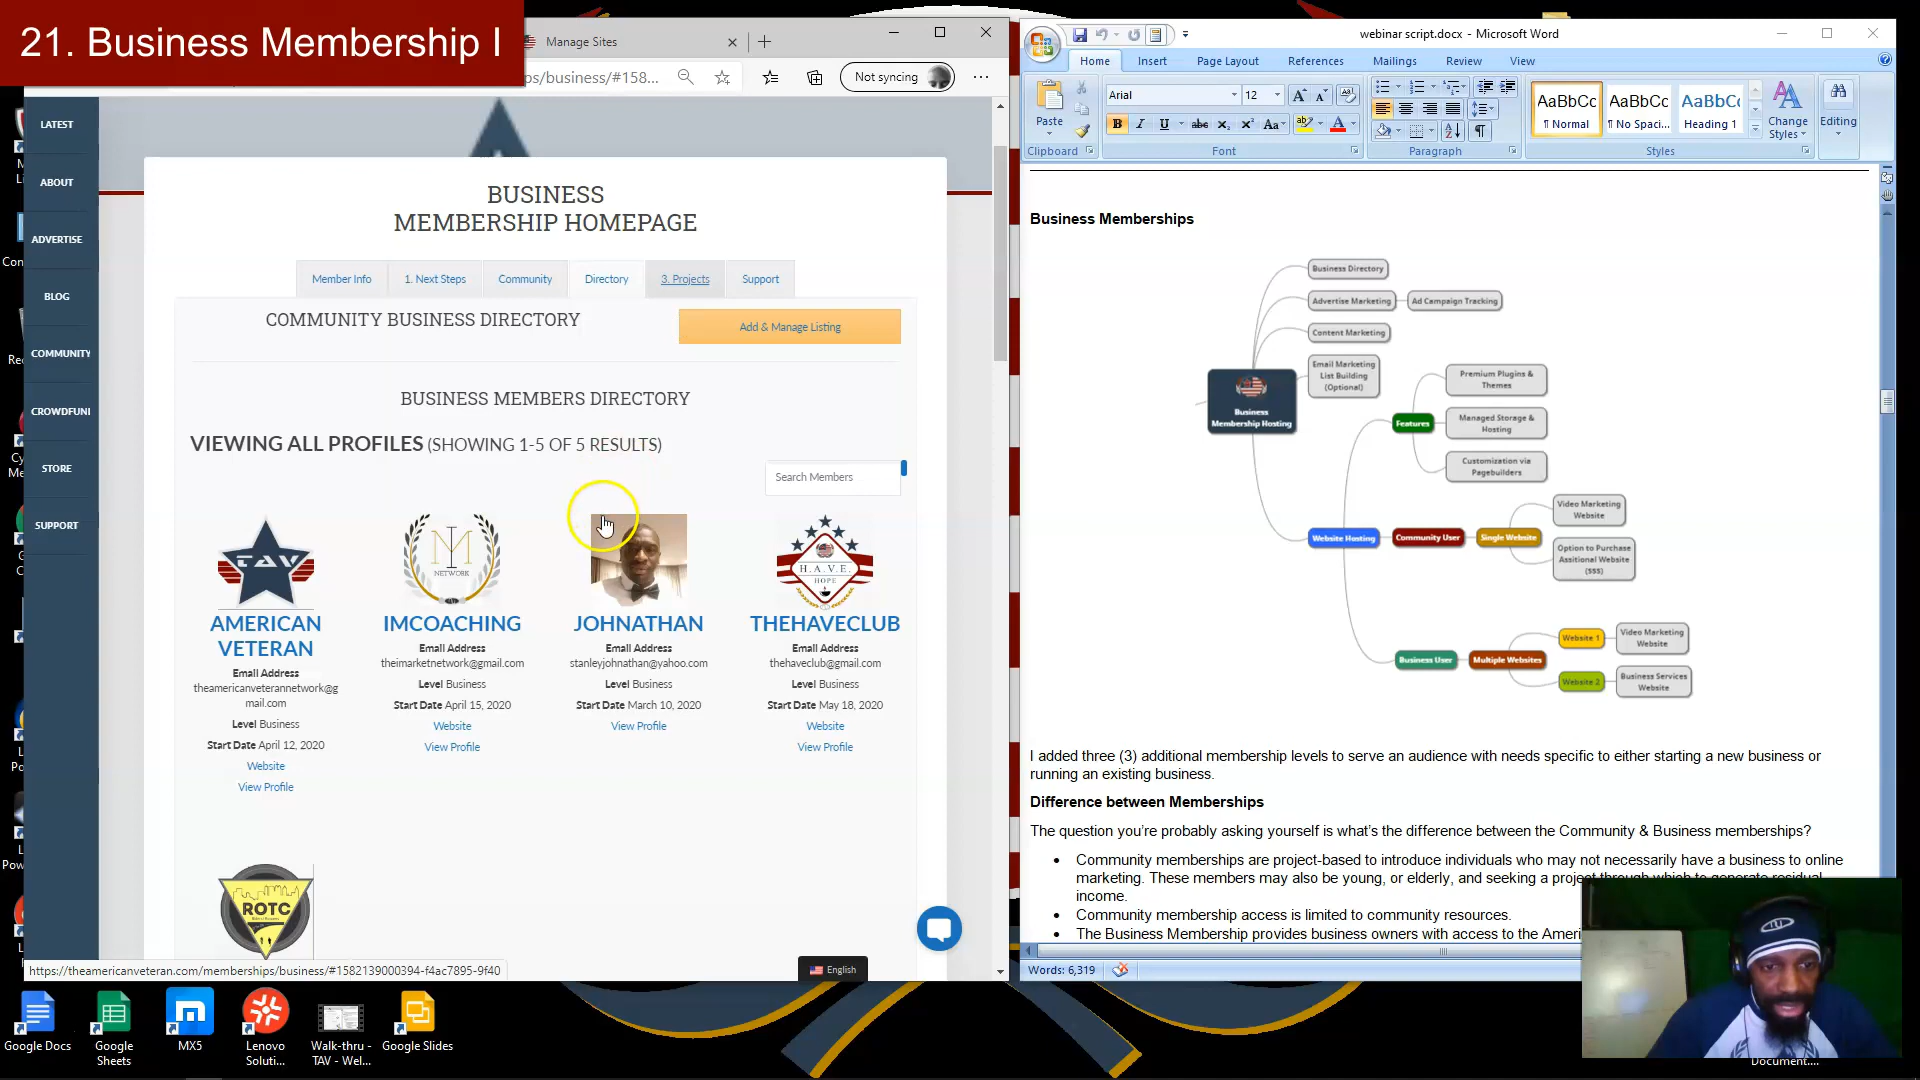 21. Business Membership I
Manage Sites
ps/business/#158...
Not syncing
LATEST
ABOUT
ADVERTISE
BLOG
COMMUNITY
CROWDFUNI
STORE
SUPPORT
BUSINESS
MEMBERSHIP HOMEPAGE
Member Info
1. Next Steps
Community
Directory
3. Projects
Support
COMMUNITY BUSINESS DIRECTORY
Add & Manage Listing
BUSINESS MEMBERS DIRECTORY
VIEWING ALL PROFILES (SHOWING 1-5 OF 5 RESULTS)
Search Members
TAV
AMERICAN
VETERAN
Email Address
theamericanveterannetwork@g
mail.com
Level Business
Start Date April 12, 2020
Website
View Profile
NETWORK
IMCOACHING
Email Address
theimarketnetwork@gmail.com
Level Business
Start Date April 15, 2020
Website
View Profile
JOHNATHAN
Email Address
stanleyjohnathan@yahoo.com
Level Business
Start Date March 10, 2020
View Profile
H.A.V.E.
HOPE
THEHAVECLUB
Email Address
thehaveclub@gmail.com
Level Business
Start Date May 18, 2020
Website
View Profile
ROTC
https://theamericanveteran.com/memberships/business/#1582139000394-f4ac7895-9f40
English
webinar script.docx - Microsoft Word
Home
Insert
Page Layout
References
Mailings
Review
View
Paste
Clipboard
Arial
12
Font
Paragraph
AaBbCc
¶ Normal
AaBbCc
¶ No Spaci...
AaBbC
Heading 1
Change
Styles
Styles
Editing
Business Memberships
Business
Membership Hosting
Business Directory
Advertise Marketing
Ad Campaign Tracking
Content Marketing
Email Marketing
List Building
(Optional)
Features
Premium Plugins &
Themes
Managed Storage &
Hosting
Customization via
Pagebuilders
Website Hosting
Community User
Single Website
Video Marketing
Website
Option to Purchase
Assitional Website
($$$)
Business User
Multiple Websites
Website 1
Video Marketing
Website
Website 2
Business Services
Website
I added three (3) additional membership levels to serve an audience with needs specific to either starting a new business or
running an existing business.
Difference between Memberships
The question you're probably asking yourself is what's the difference between the Community & Business memberships?
• Community memberships are project-based to introduce individuals who may not necessarily have a business to online
marketing. These members may also be young, or elderly, and seeking a project through which to generate residual
income.
• Community membership access is limited to community resources.
• The Business Membership provides business owners with access to the Ameri
Words: 6,319
Google Docs
Google
Sheets
MX5
Lenovo
Soluti...
Walk-thru -
TAV - Wel...
Google Slides
Document....